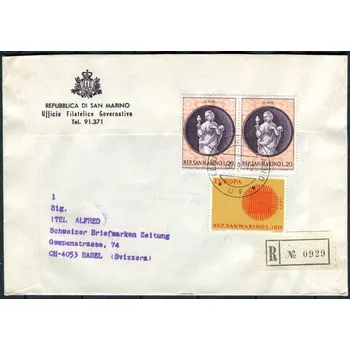 REPUBBLICA DI SAN MARINO
Ufficio Filatelico Governativo
Tel. 91.371
REP. SAN MARINO L.20
REP. SAN MARINO L.20
EUROPA
REP. SAN MARINO L.180
1
Sig.
ITEL ALFRED
Schweizer Briefmarken Zeitung
Gempenstrasse, 74
CH-4053 BASEL (Svizzera)
R № 0929